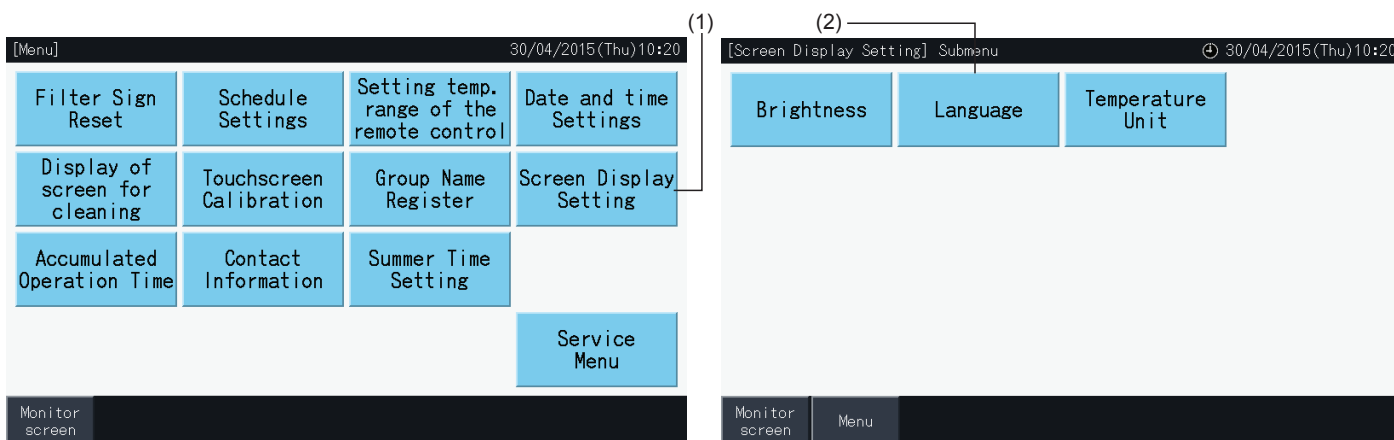 (1)
(2)
[Menu] 30/04/2015(Thu)10:20
Filter Sign
Reset
Schedule
Settings
Setting temp.
range of the
remote control
Date and time
Settings
Display of
screen for
cleaning
Touchscreen
Calibration
Group Name
Register
Screen Display
Setting
Accumulated
Operation Time
Contact
Information
Summer Time
Setting
Service
Menu
Monitor
screen
[Screen Display Setting] Submenu 30/04/2015(Thu)10:20
Brightness
Language
Temperature
Unit
Monitor
screen
Menu